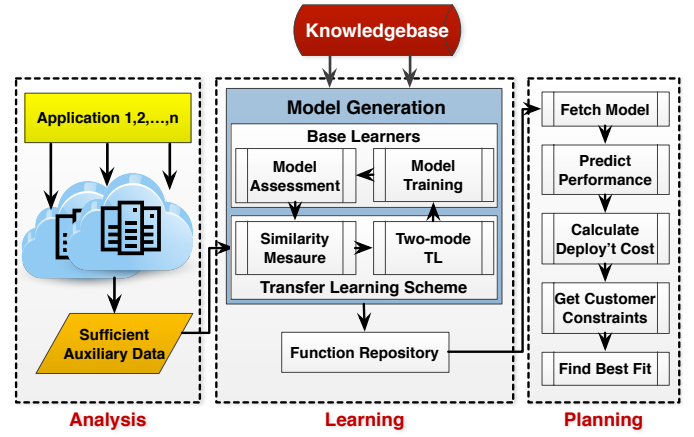 Knowledgebase
Application 1,2,...,n
Sufficient
Auxiliary Data
Analysis
Model Generation
Base Learners
Model
Assessment
Model
Training
Similarity
Mesaure
Two-mode
TL
Transfer Learning Scheme
Function Repository
Learning
Fetch Model
Predict
Performance
Calculate
Deploy't Cost
Get Customer
Constraints
Find Best Fit
Planning